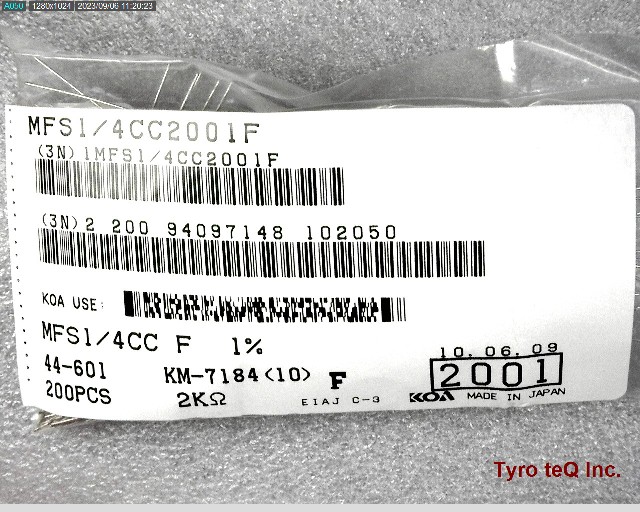 A050 1280x1024 2023/09/06 11:20:23
MFS1/4CC2001F
(3N) 1MFS1/4CC2001F
(3N) 2 200 94097148 102050
KOA USE:
MFS1/4CC F 1%
44-601 KM-7184<10> F
200PCS 2KΩ EIAJ C-3
10.06.09
2001
KOA MADE IN JAPAN
Tyro teQ Inc.